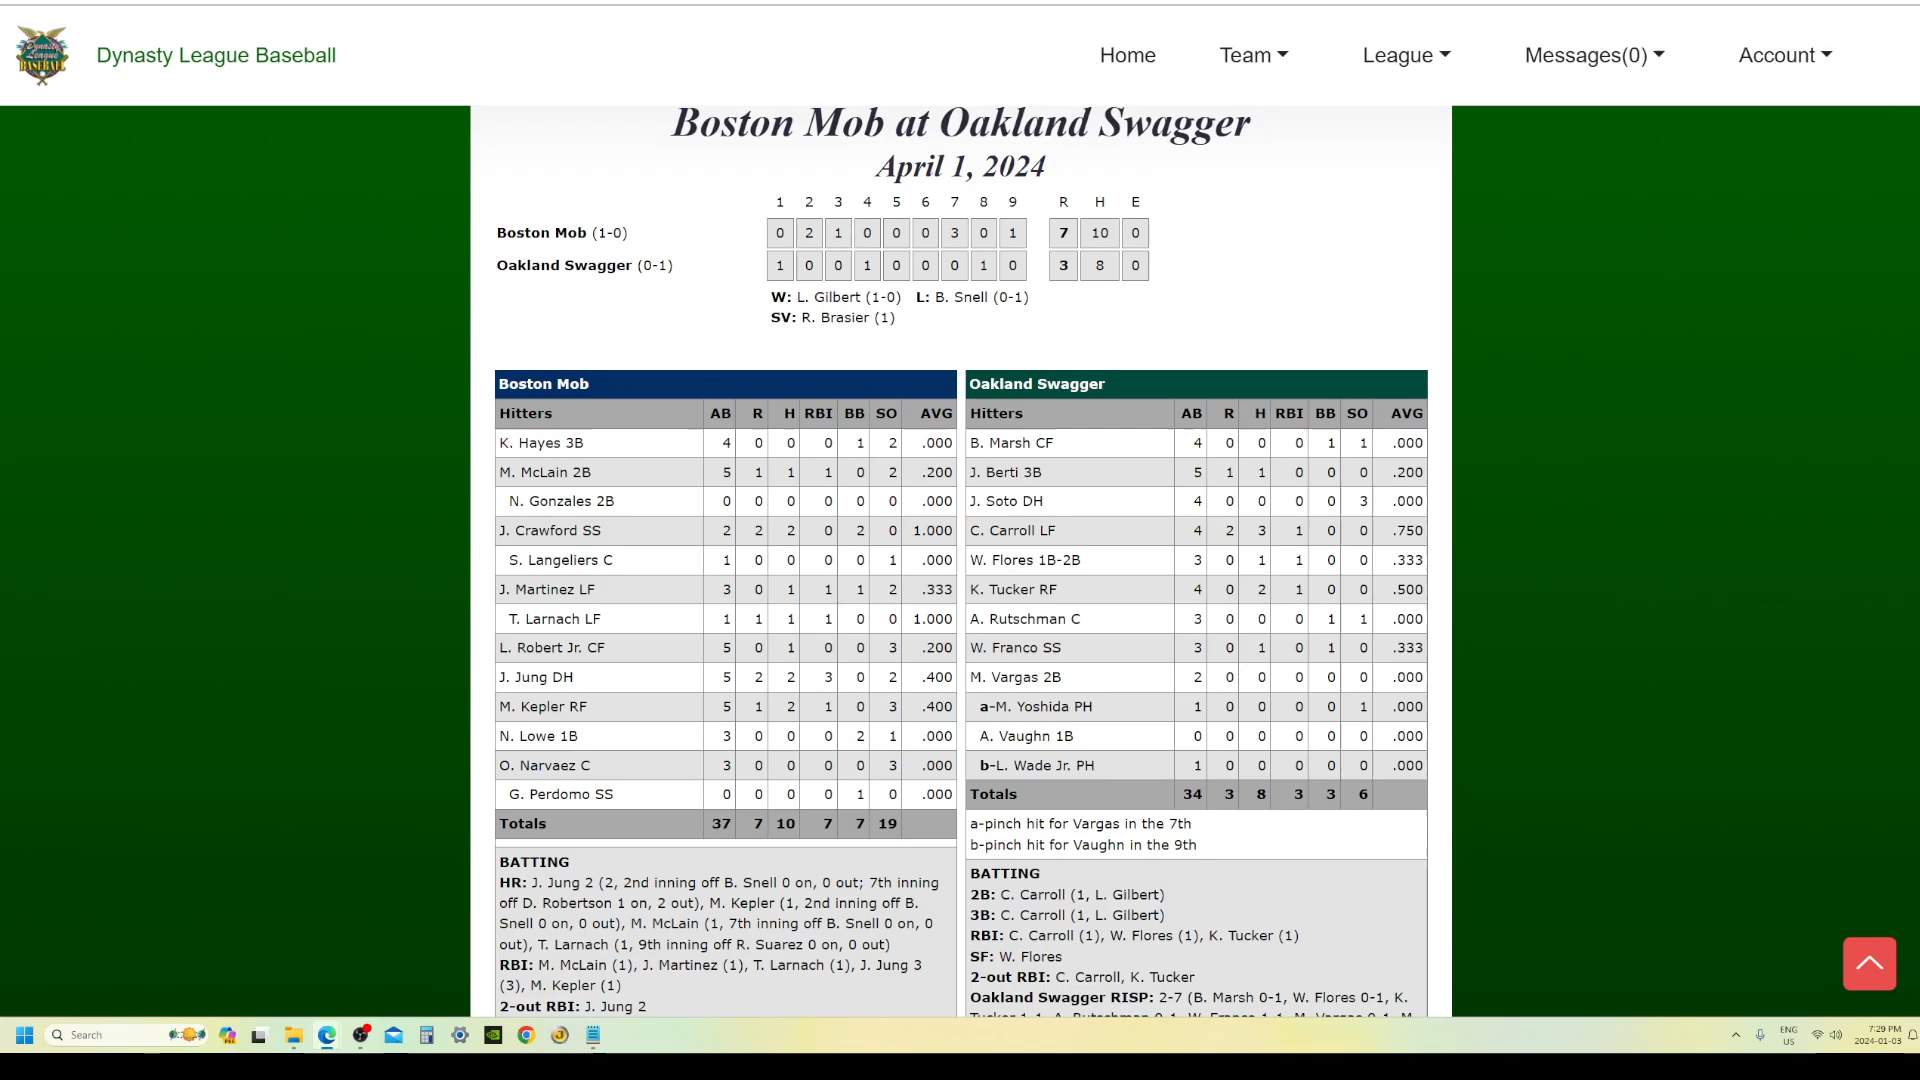 Dynasty League Baseball
Home Team League Messages(0) Account
Boston Mob at Oakland Swagger
April 1, 2024
1 2 3 4 5 6 7 8 9 R H E
Boston Mob (1-0) 0 2 1 0 0 0 3 0 1 7 10 0
Oakland Swagger (0-1) 1 0 0 1 0 0 0 1 0 3 8 0
W: L. Gilbert (1-0) L: B. Snell (0-1)
SV: R. Brasier (1)
Boston Mob
Hitters AB R H RBI BB SO AVG
K. Hayes 3B 4 0 0 0 1 2 .000
M. McLain 2B 5 1 1 1 0 2 .200
N. Gonzales 2B 0 0 0 0 0 0 .000
J. Crawford SS 2 2 2 0 2 0 1.000
S. Langeliers C 1 0 0 0 0 1 .000
J. Martinez LF 3 0 1 1 1 2 .333
T. Larnach LF 1 1 1 1 0 0 1.000
L. Robert Jr. CF 5 0 1 0 0 3 .200
J. Jung DH 5 2 2 3 0 2 .400
M. Kepler RF 5 1 2 1 0 3 .400
N. Lowe 1B 3 0 0 0 2 1 .000
O. Narvaez C 3 0 0 0 0 3 .000
G. Perdomo SS 0 0 0 0 1 0 .000
Totals 37 7 10 7 7 19
BATTING
HR: J. Jung 2 (2, 2nd inning off B. Snell 0 on, 0 out; 7th inning
off D. Robertson 1 on, 2 out), M. Kepler (1, 2nd inning off B.
Snell 0 on, 0 out), M. McLain (1, 7th inning off B. Snell 0 on, 0
out), T. Larnach (1, 9th inning off R. Suarez 0 on, 0 out)
RBI: M. McLain (1), J. Martinez (1), T. Larnach (1), J. Jung 3
(3), M. Kepler (1)
2-out RBI: J. Jung 2
Oakland Swagger
Hitters AB R H RBI BB SO AVG
B. Marsh CF 4 0 0 0 1 1 .000
J. Berti 3B 5 1 1 0 0 0 .200
J. Soto DH 4 0 0 0 0 3 .000
C. Carroll LF 4 2 3 1 0 0 .750
W. Flores 1B-2B 3 0 1 1 0 0 .333
K. Tucker RF 4 0 2 1 0 0 .500
A. Rutschman C 3 0 0 0 1 1 .000
W. Franco SS 3 0 1 0 1 0 .333
M. Vargas 2B 2 0 0 0 0 0 .000
a-M. Yoshida PH 1 0 0 0 0 1 .000
A. Vaughn 1B 0 0 0 0 0 0 .000
b-L. Wade Jr. PH 1 0 0 0 0 0 .000
Totals 34 3 8 3 3 6
a-pinch hit for Vargas in the 7th
b-pinch hit for Vaughn in the 9th
BATTING
2B: C. Carroll (1, L. Gilbert)
3B: C. Carroll (1, L. Gilbert)
RBI: C. Carroll (1), W. Flores (1), K. Tucker (1)
SF: W. Flores
2-out RBI: C. Carroll, K. Tucker
Oakland Swagger RISP: 2-7 (B. Marsh 0-1, W. Flores 0-1, K.
Search
ENG
US
7:29 PM
2024-01-03